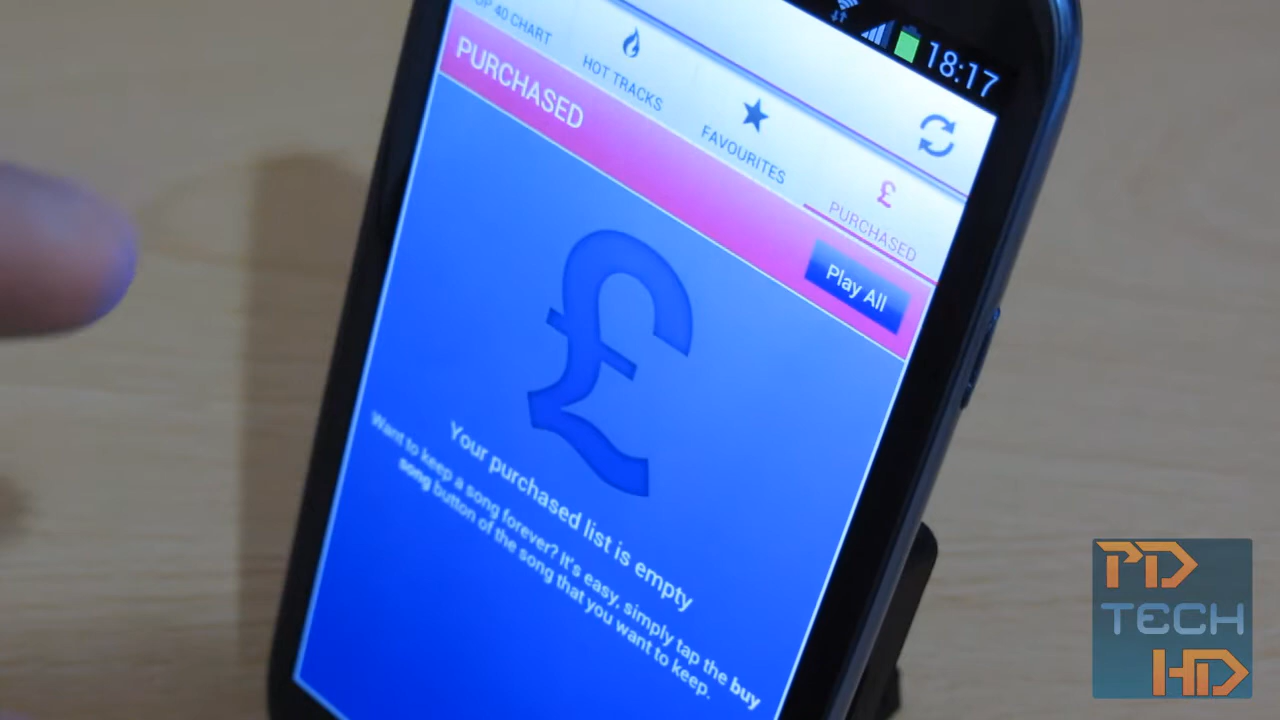 18:17
OP 40 CHART
HOT TRACKS
FAVOURITES
£
PURCHASED
PURCHASED
Play All
£
Your purchased list is empty
Want to keep a song forever? It's easy, simply tap the buy
song button of the song that you want to keep.
PD
TECH
HD